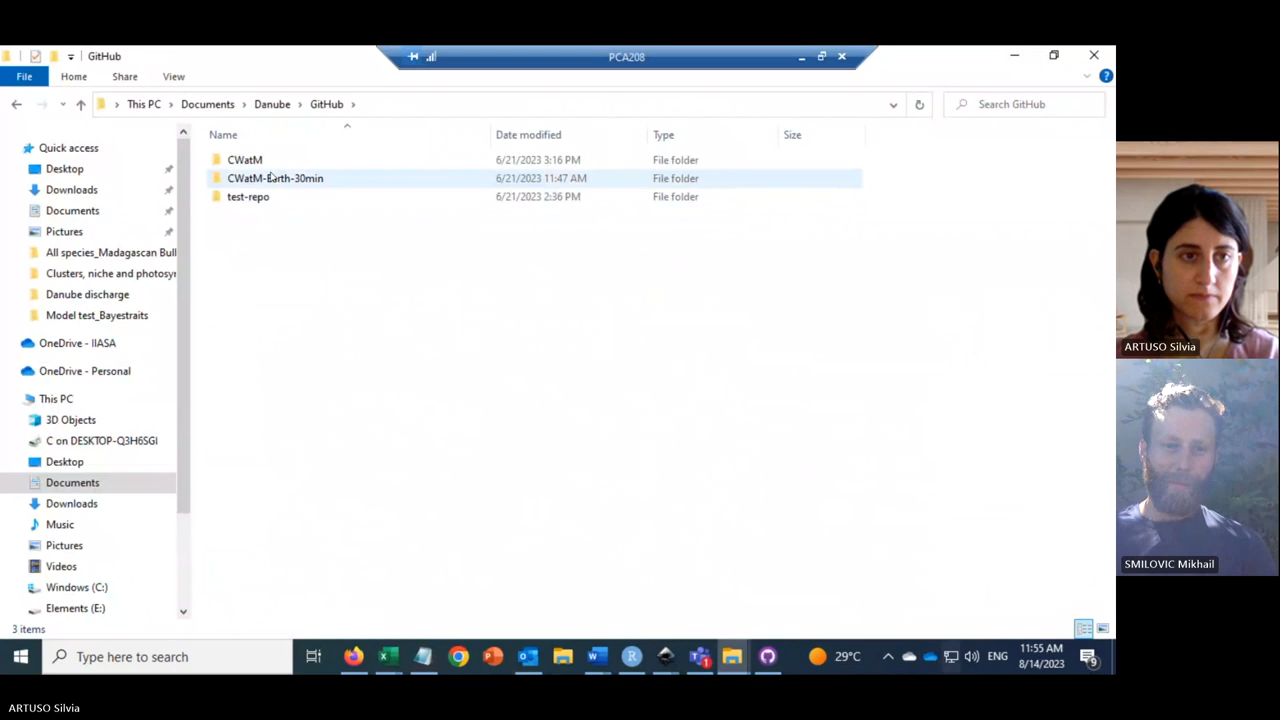 GitHub
PCA208
File Home Share View
This PC Documents Danube GitHub
Search GitHub
Name Date modified Type Size
CWatM 6/21/2023 3:16 PM File folder
CWatM-Earth-30min 6/21/2023 11:47 AM File folder
test-repo 6/21/2023 2:36 PM File folder
Quick access
Desktop
Downloads
Documents
Pictures
All species_Madagascan Bull
Clusters, niche and photosyr
Danube discharge
Model test_Bayestraits
OneDrive - IIASA
OneDrive - Personal
This PC
3D Objects
C on DESKTOP-Q3H6SGI
Desktop
Documents
Downloads
Music
Pictures
Videos
Windows (C:)
Elements (E:)
3 items
ARTUSO Silvia
SMILOVIC Mikhail
Type here to search
29°C
ENG
11:55 AM
8/14/2023
ARTUSO Silvia